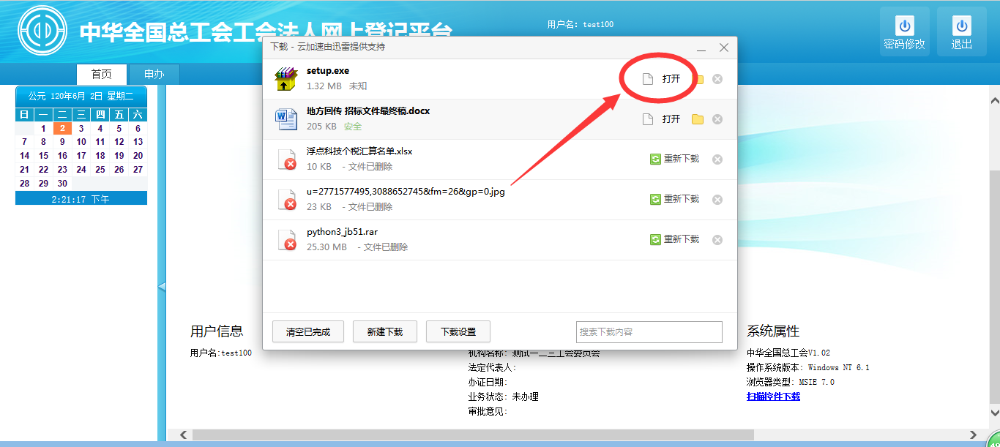 中华全国总工会工会法人网上登记平台
用户名: test100
密码修改
退出
首页
申办
公元 120年6月 2日 星期二
日 一 二 三 四 五 六
1 2 3 4 5 6
7 8 9 10 11 12 13
14 15 16 17 18 19 20
21 22 23 24 25 26 27
28 29 30
2:21:17 下午
下载 - 云加速由迅雷提供支持
setup.exe
1.32 MB 未知
打开
地方回传 招标文件最终稿.docx
205 KB 安全
打开
浮点科技个税汇算名单.xlsx
10 KB - 文件已删除
重新下载
u=2771577495,3088652745&fm=26&gp=0.jpg
23 KB - 文件已删除
重新下载
python3_jb51.rar
25.30 MB - 文件已删除
重新下载
清空已完成
新建下载
下载设置
搜索下载内容
用户信息
用户名:test100
机构名称: 测试一二三工会委员会
法定代表人:
办证日期:
业务状态: 未办理
审批意见:
系统属性
中华全国总工会V1.02
操作系统版本: Windows NT 6.1
浏览器类型: MSIE 7.0
扫描控件下载